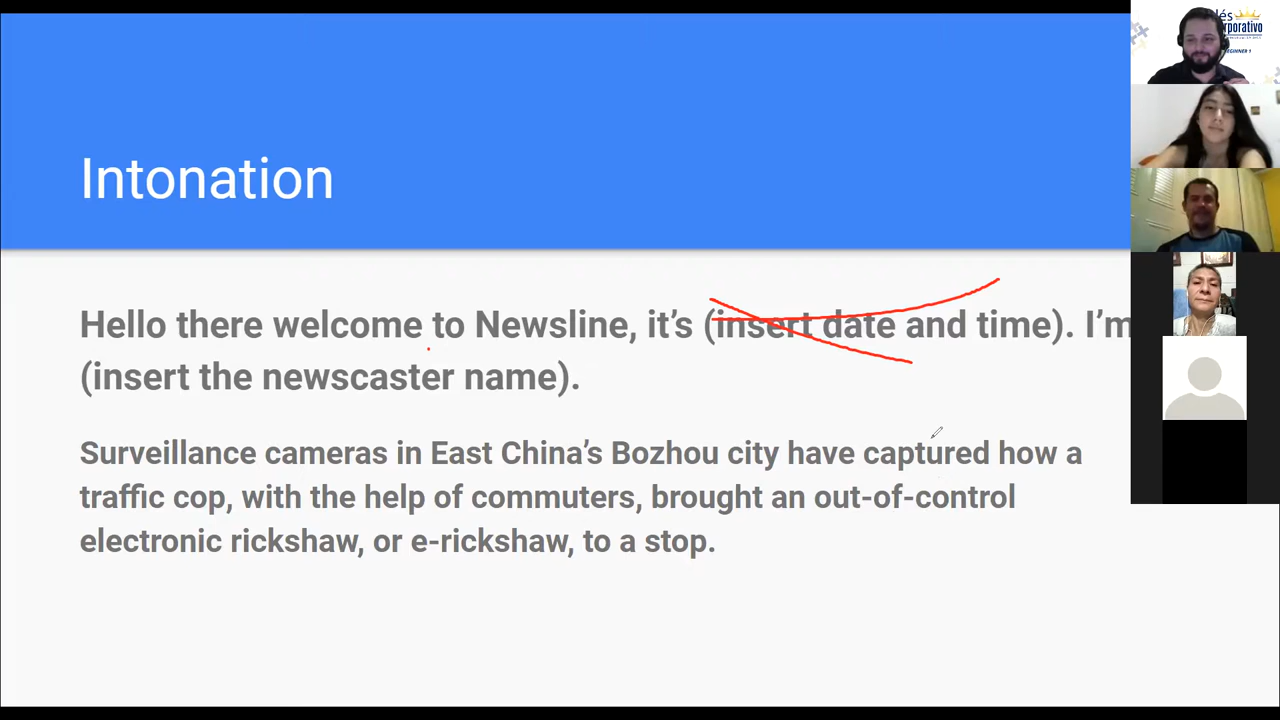 Intonation
Hello there welcome to Newsline, it's (insert date and time). I'm
(insert the newscaster name).
Surveillance cameras in East China's Bozhou city have captured how a
traffic cop, with the help of commuters, brought an out-of-control
electronic rickshaw, or e-rickshaw, to a stop.